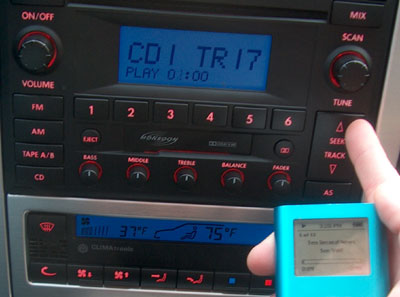 ON/OFF
MIX
SCAN
CD1 TR17
PLAY 01:00
VOLUME
TUNE
FM
1 2 3 4 5 6
AM
EJECT
SEEK
TRACK
TAPE A/B
BASS MIDDLE TREBLE BALANCE FADER
CD
AS
37°F 75°F
CLIMAtronic